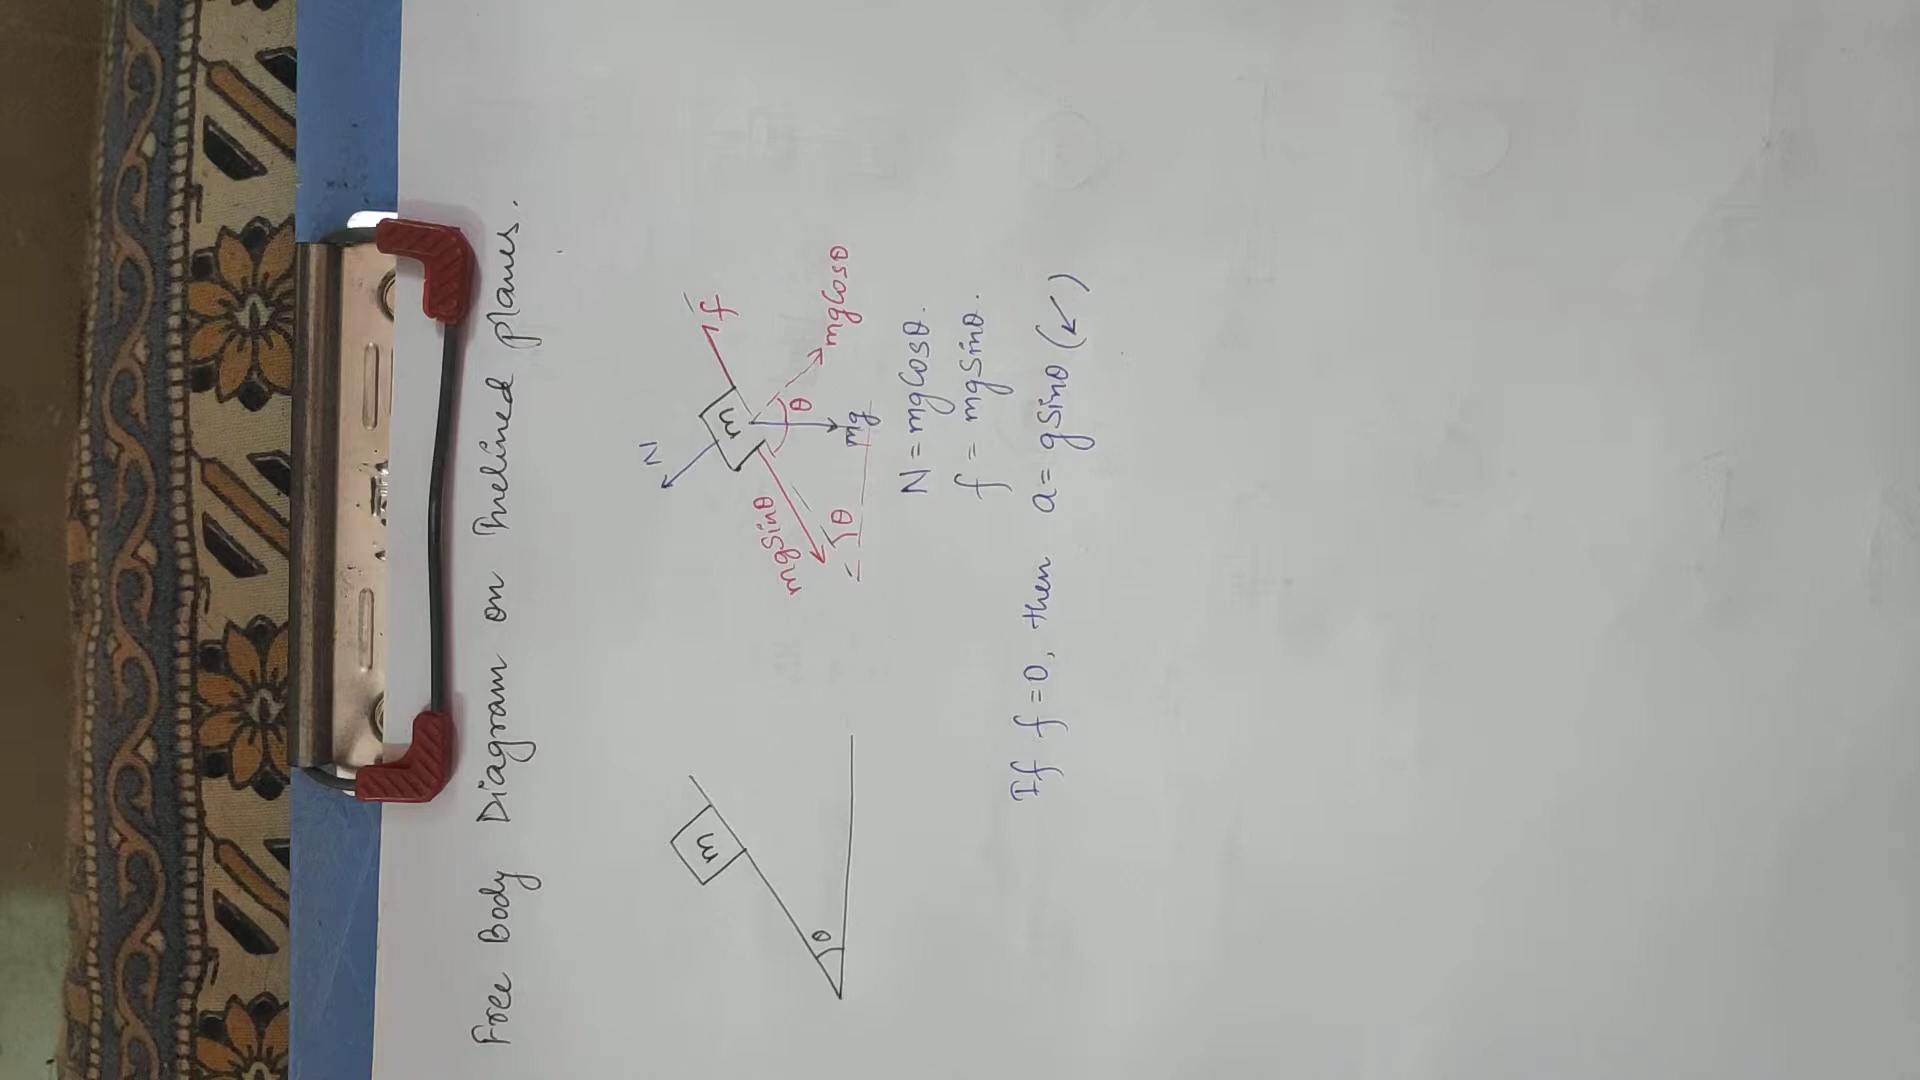 Free Body Diagram on Inclined planes.
m
θ
N
m
f
mgsinθ
θ
θ
mg
mgcosθ
N = mgcosθ.
f = mgsinθ.
If f = 0, then a = gsinθ (↙)